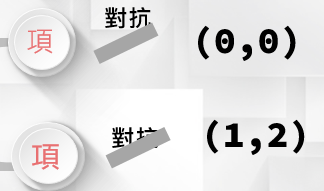 項 對抗 (0,0)
項 對抗 (1,2)